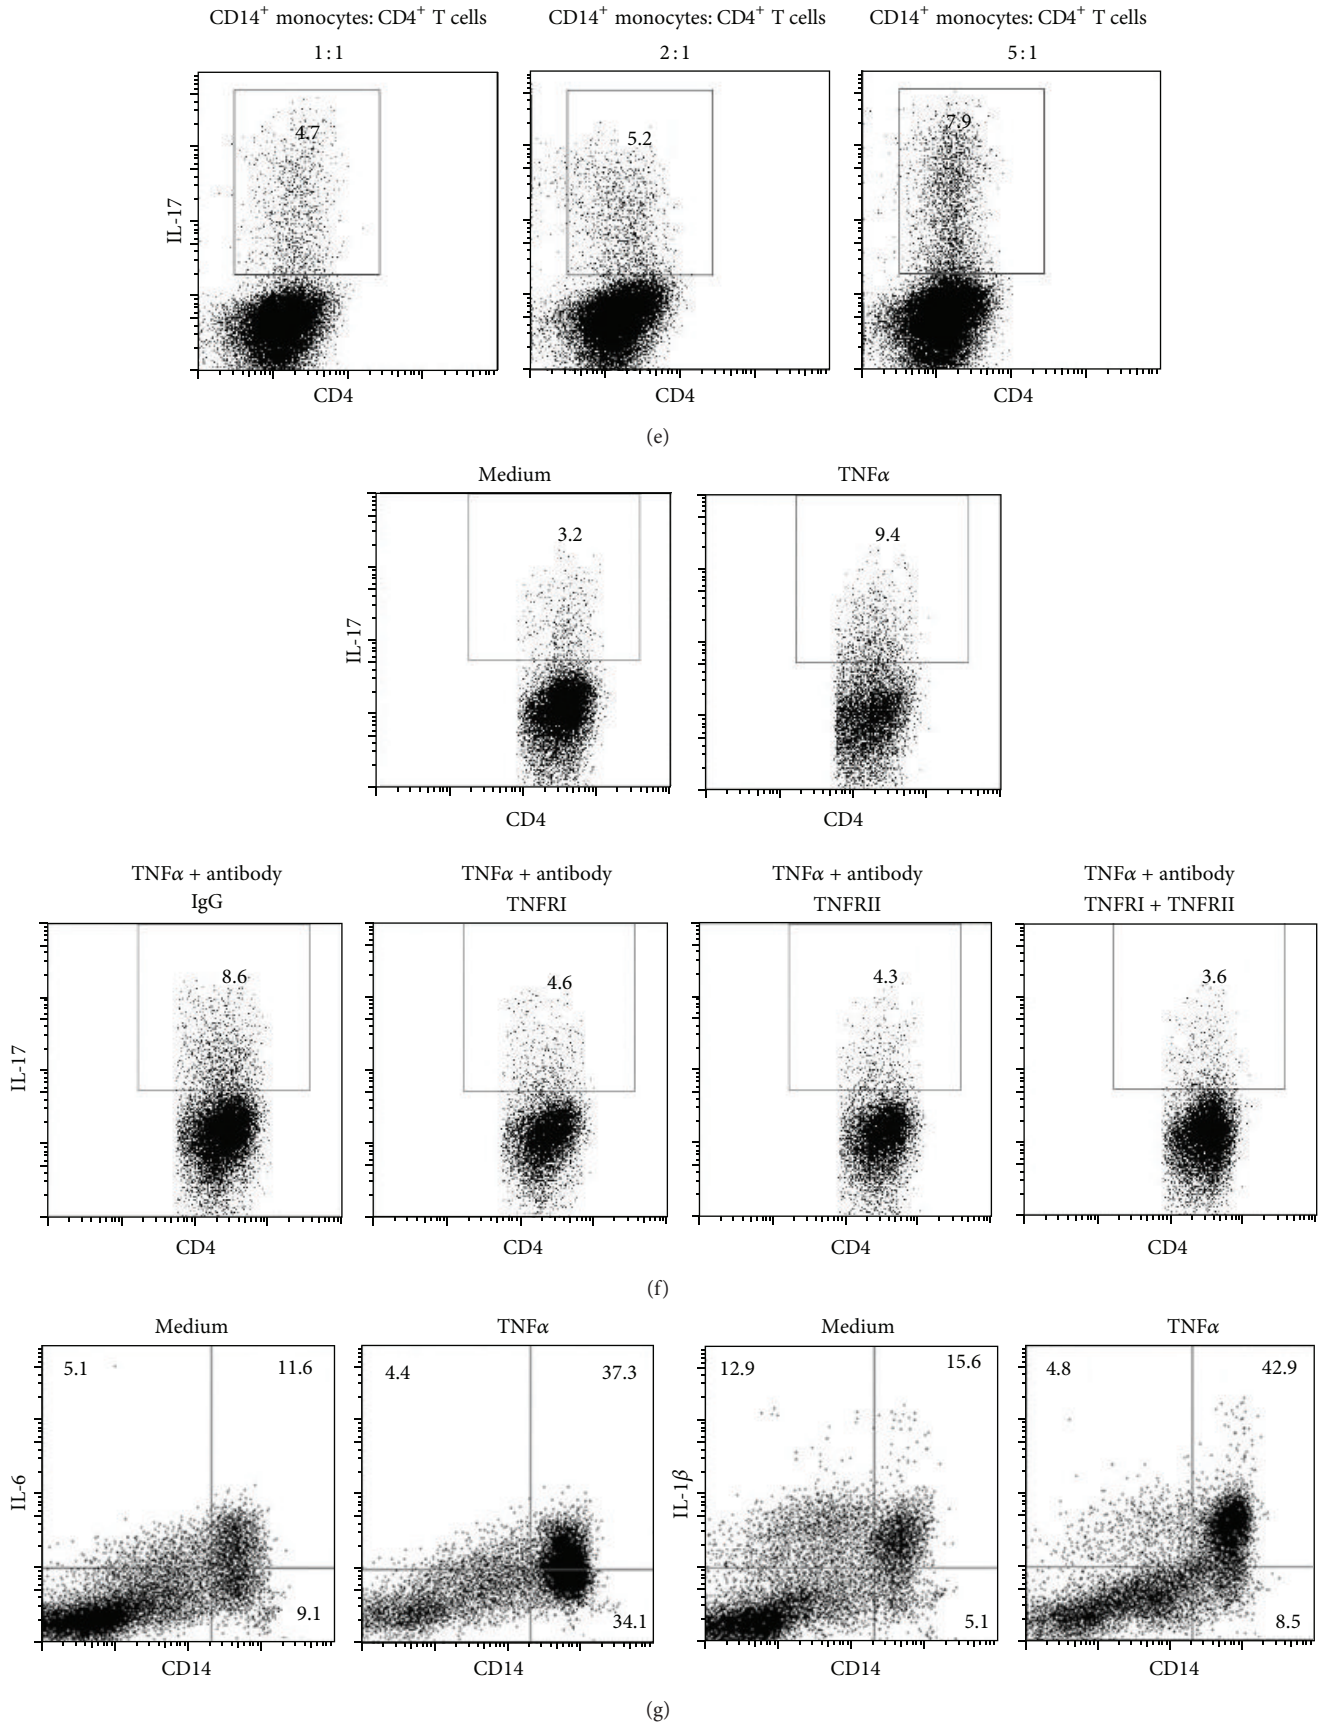 CD14+ monocytes: CD4+ T cells
1 : 1
CD14+ monocytes: CD4+ T cells
2 : 1
CD14+ monocytes: CD4+ T cells
5 : 1
4.7
5.2
7.9
IL-17
CD4
CD4
CD4
(e)
Medium
TNFα
3.2
9.4
IL-17
CD4
CD4
TNFα + antibody
IgG
TNFα + antibody
TNFRI
TNFα + antibody
TNFRII
TNFα + antibody
TNFRI + TNFRII
8.6
4.6
4.3
3.6
IL-17
CD4
CD4
CD4
CD4
(f)
Medium
TNFα
Medium
TNFα
5.1
11.6
4.4
37.3
12.9
15.6
4.8
42.9
IL-6
IL-1β
9.1
34.1
5.1
8.5
CD14
CD14
CD14
CD14
(g)